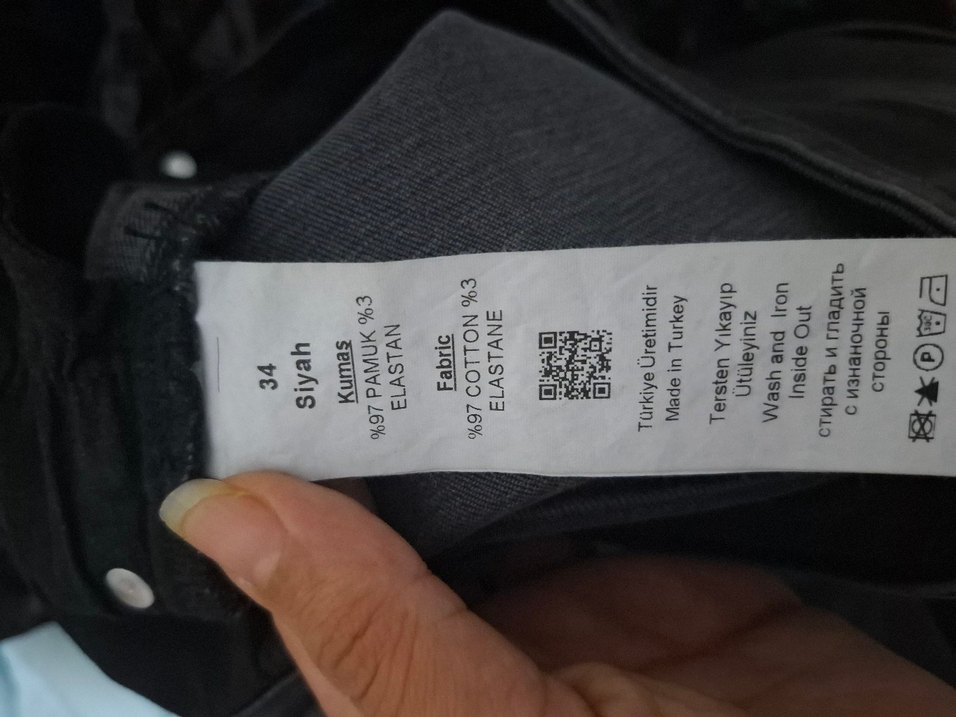 34
Siyah
Kumaş
%97 PAMUK %3
ELASTAN
Fabric
%97 COTTON %3
ELASTANE
Türkiye Üretimidir
Made in Turkey
Tersten Yıkayıp
Ütüleyiniz
Wash and Iron
Inside Out
стирать и гладить
с изнаночной
стороны
P